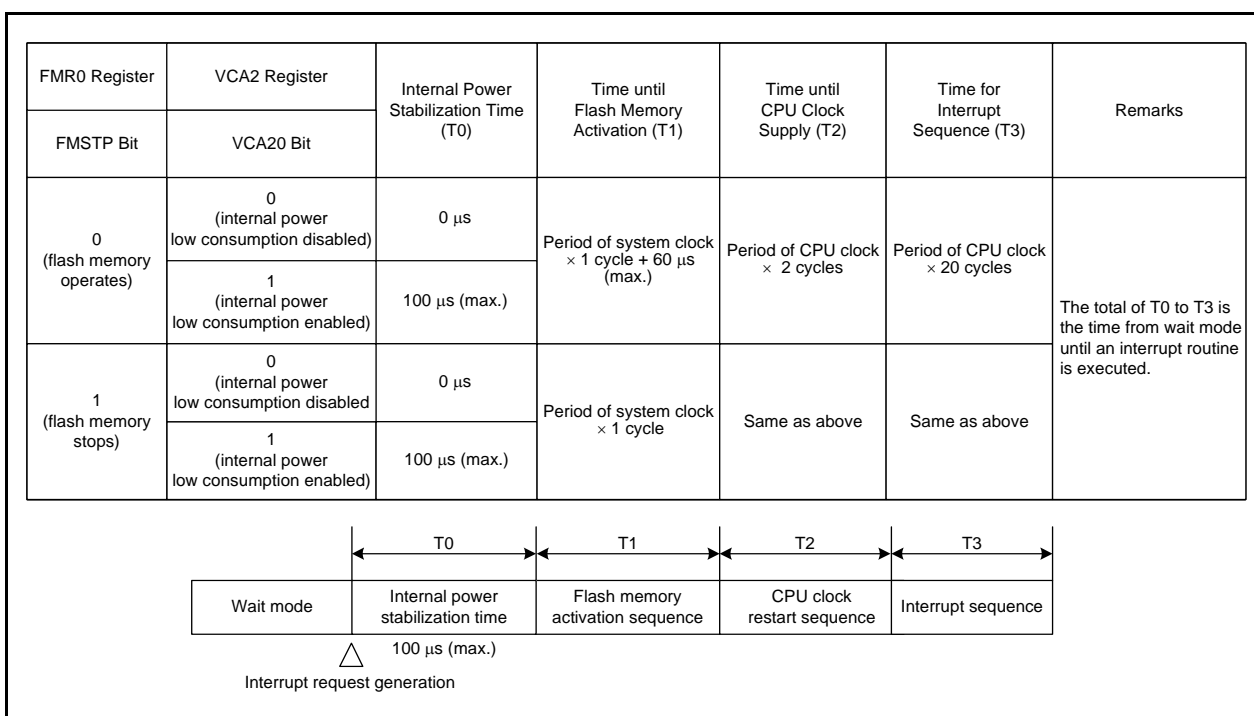 FMR0 Register
VCA2 Register
Internal Power
Stabilization Time
(T0)
Time until
Flash Memory
Activation (T1)
Time until
CPU Clock
Supply (T2)
Time for
Interrupt
Sequence (T3)
Remarks
FMSTP Bit
VCA20 Bit
0
(flash memory
operates)
0
(internal power
low consumption disabled)
0 μs
Period of system clock
× 1 cycle + 60 μs
(max.)
Period of CPU clock
× 2 cycles
Period of CPU clock
× 20 cycles
The total of T0 to T3 is
the time from wait mode
until an interrupt routine
is executed.
1
(internal power
low consumption enabled)
100 μs (max.)
1
(flash memory
stops)
0
(internal power
low consumption disabled
0 μs
Period of system clock
× 1 cycle
Same as above
Same as above
1
(internal power
low consumption enabled)
100 μs (max.)
T0
T1
T2
T3
Wait mode
Internal power
stabilization time
Flash memory
activation sequence
CPU clock
restart sequence
Interrupt sequence
100 μs (max.)
Interrupt request generation